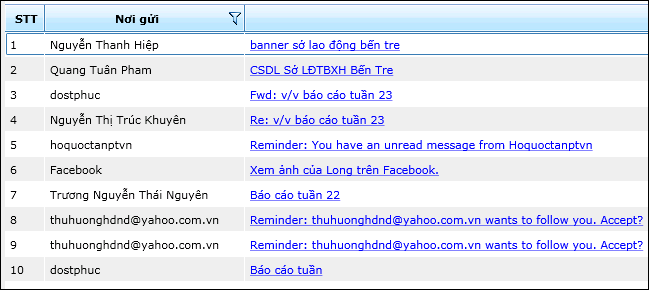 STT Nơi gửi
1 Nguyễn Thanh Hiệp banner sở lao động bến tre
2 Quang Tuân Pham CSDL Sở LĐTBXH Bến Tre
3 dostphuc Fwd: v/v báo cáo tuần 23
4 Nguyễn Thị Trúc Khuyên Re: v/v báo cáo tuần 23
5 hoquoctanptvn Reminder: You have an unread message from Hoquoctanptvn
6 Facebook Xem ảnh của Long trên Facebook.
7 Trương Nguyễn Thái Nguyên Báo cáo tuần 22
8 thuhuonghdnd@yahoo.com.vn Reminder: thuhuonghdnd@yahoo.com.vn wants to follow you. Accept?
9 thuhuonghdnd@yahoo.com.vn Reminder: thuhuonghdnd@yahoo.com.vn wants to follow you. Accept?
10 dostphuc Báo cáo tuần